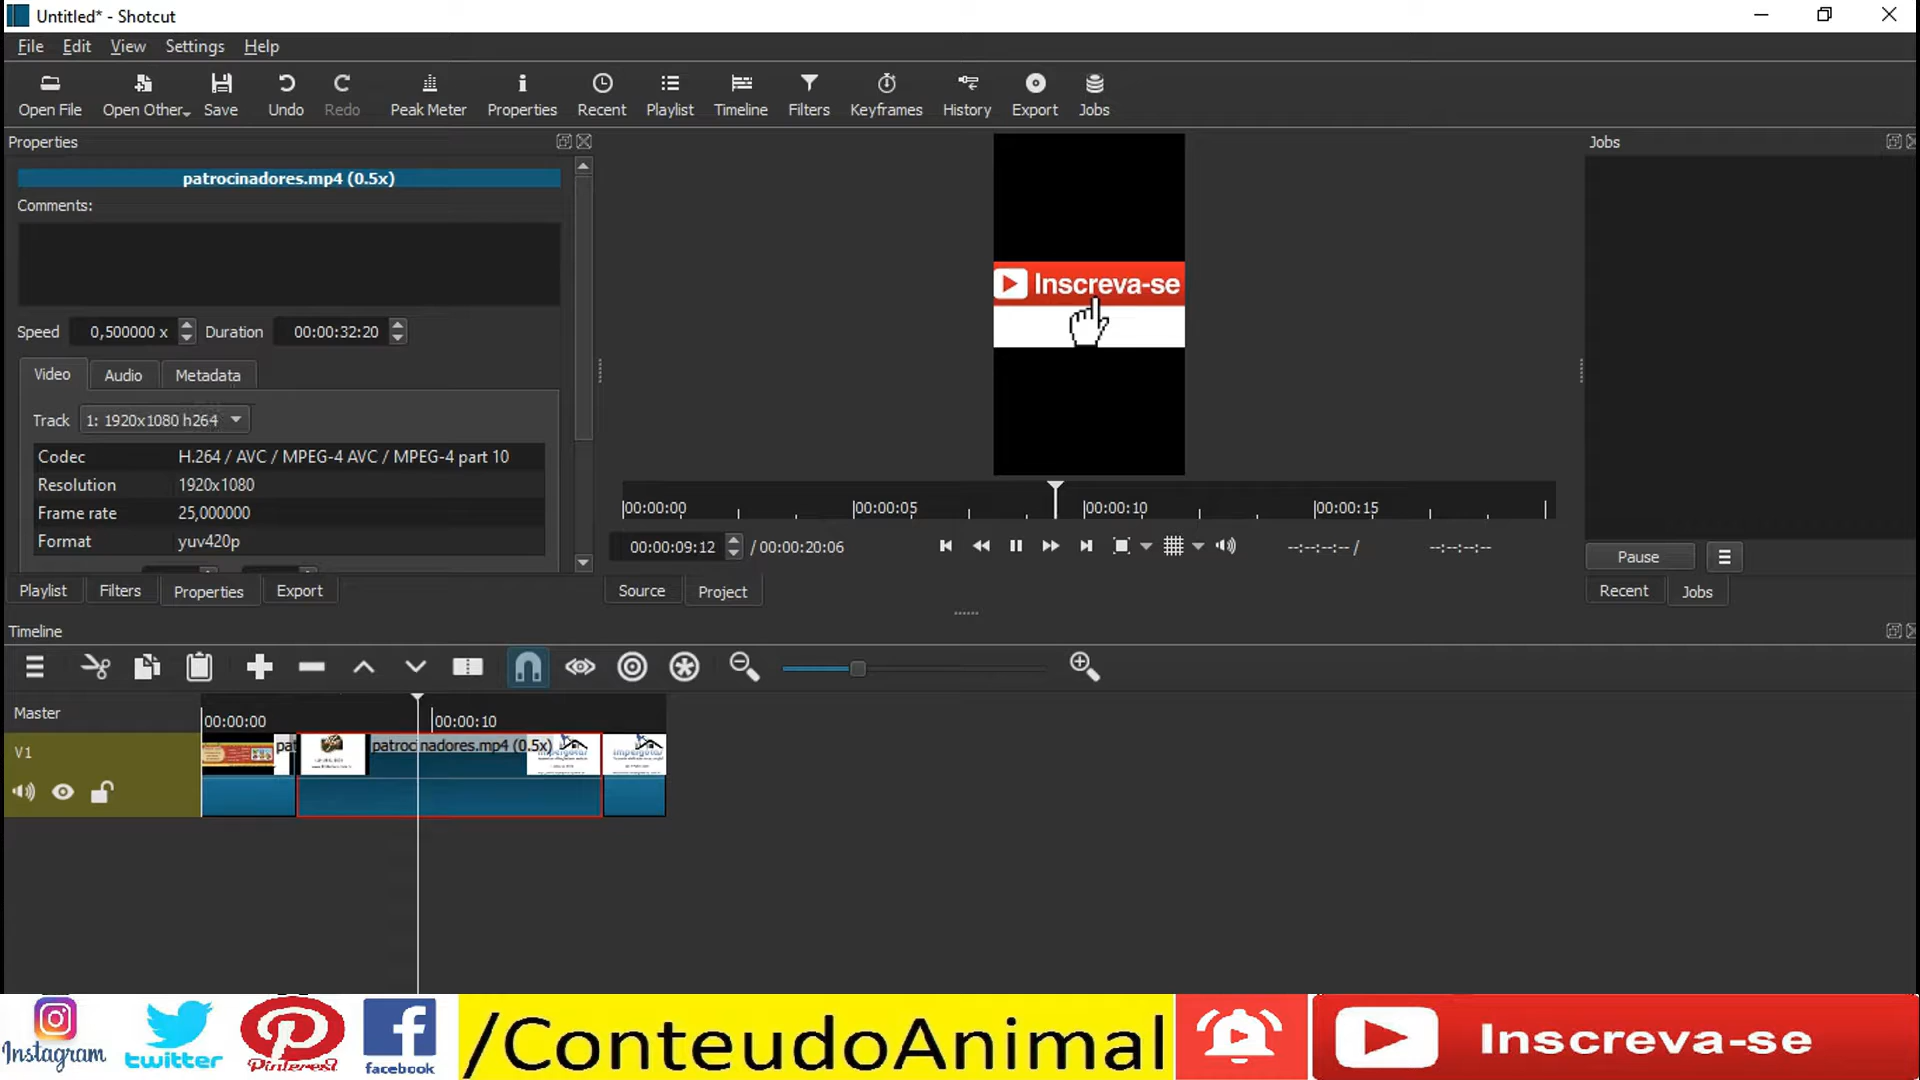 Untitled* - Shotcut
File Edit View Settings Help
Open File Open Other Save Undo Redo Peak Meter Properties Recent Playlist Timeline Filters Keyframes History Export Jobs
Properties
patrocinadores.mp4 (0.5x)
Comments:
Speed 0,500000 x Duration 00:00:32:20
Video Audio Metadata
Track 1: 1920x1080 h264
Codec H.264 / AVC / MPEG-4 AVC / MPEG-4 part 10
Resolution 1920x1080
Frame rate 25,000000
Format yuv420p
Playlist Filters Properties Export
Inscreva-se
00:00:00 00:00:05 00:00:10 00:00:15
00:00:09:12 / 00:00:20:06 --:--:--:-- / --:--:--:--
Source Project
Jobs
Pause
Recent Jobs
Timeline
Master
00:00:00 00:00:10
V1
pat patrocinadores.mp4 (0.5x)
Instagram twitter Pinterest facebook /ConteudoAnimal Inscreva-se